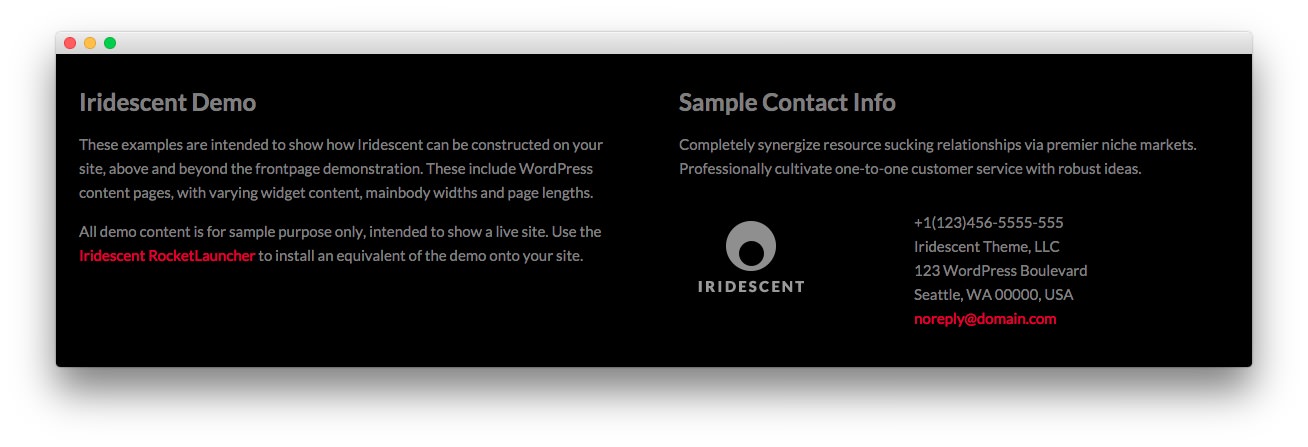 Iridescent Demo
These examples are intended to show how Iridescent can be constructed on your
site, above and beyond the frontpage demonstration. These include WordPress
content pages, with varying widget content, mainbody widths and page lengths.
All demo content is for sample purpose only, intended to show a live site. Use the
Iridescent RocketLauncher to install an equivalent of the demo onto your site.
Sample Contact Info
Completely synergize resource sucking relationships via premier niche markets.
Professionally cultivate one-to-one customer service with robust ideas.
IRIDESCENT
+1(123)456-5555-555
Iridescent Theme, LLC
123 WordPress Boulevard
Seattle, WA 00000, USA
noreply@domain.com